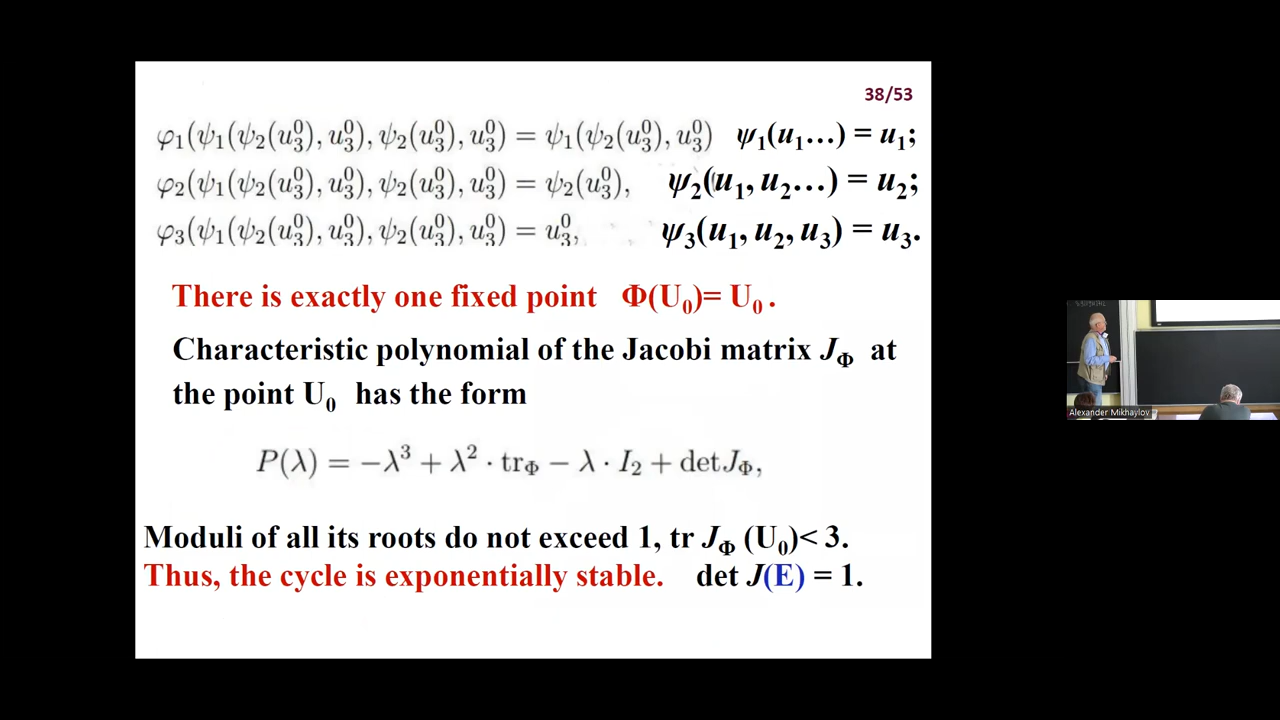 38/53
φ₁(ψ₁(ψ₂(u₃⁰), u₃⁰), ψ₂(u₃⁰), u₃⁰) = ψ₁(ψ₂(u₃⁰), u₃⁰) ψ₁(u₁…) = u₁;
φ₂(ψ₁(ψ₂(u₃⁰), u₃⁰), ψ₂(u₃⁰), u₃⁰) = ψ₂(u₃⁰), ψ₂(u₁, u₂…) = u₂;
φ₃(ψ₁(ψ₂(u₃⁰), u₃⁰), ψ₂(u₃⁰), u₃⁰) = u₃⁰, ψ₃(u₁, u₂, u₃) = u₃.
There is exactly one fixed point Φ(U₀)= U₀ .
Characteristic polynomial of the Jacobi matrix J_Φ at
the point U₀ has the form
P(λ) = −λ³ + λ² · tr_Φ − λ · I₂ + detJ_Φ,
Moduli of all its roots do not exceed 1, tr J_Φ (U₀)< 3.
Thus, the cycle is exponentially stable. det J(E) = 1.
Alexander Mikhaylov